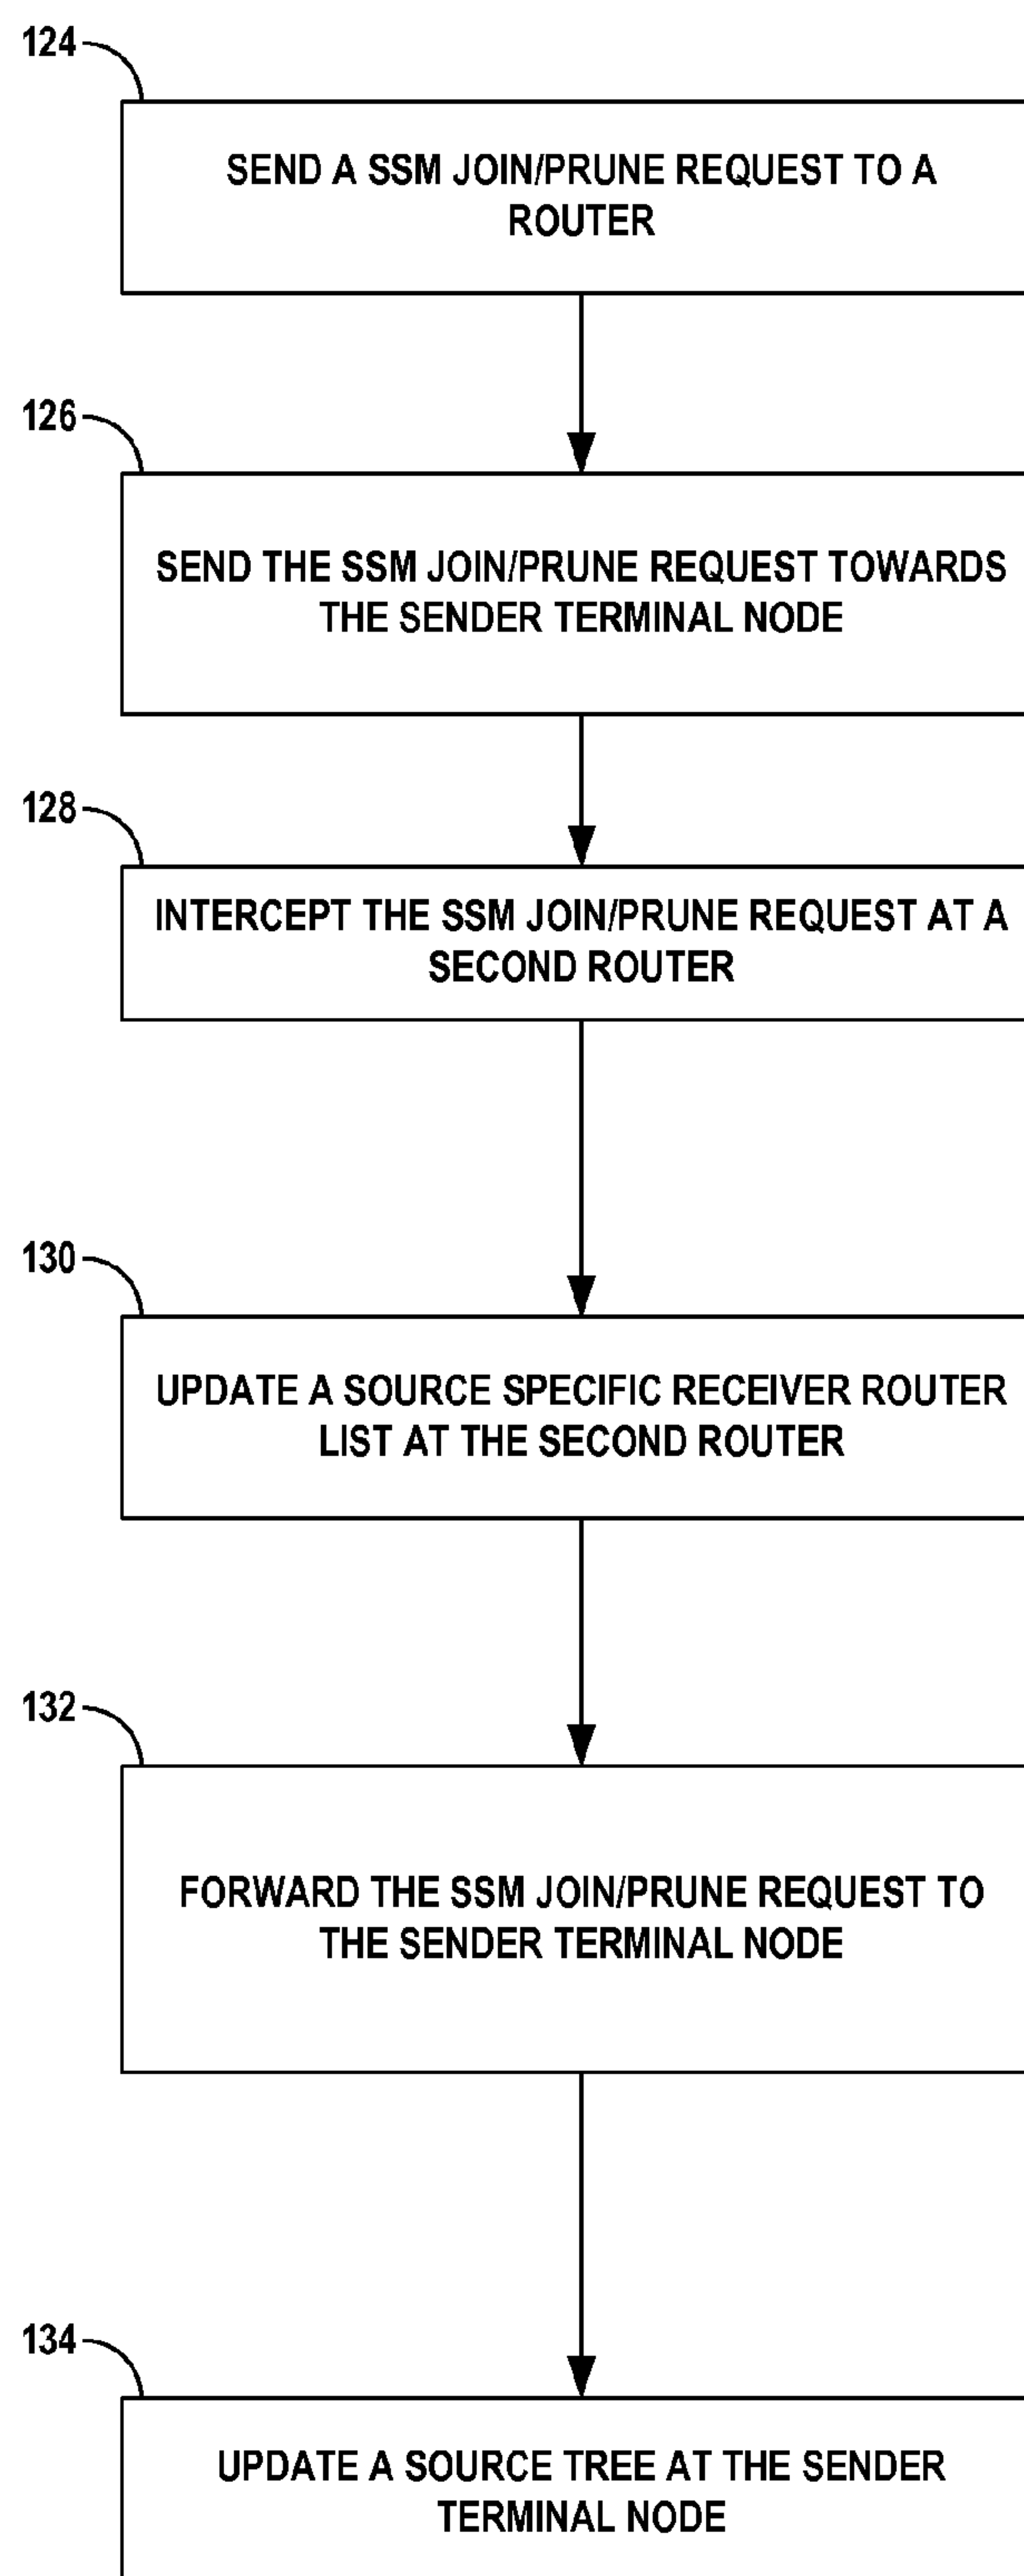 124
SEND A SSM JOIN/PRUNE REQUEST TO A
ROUTER
126
SEND THE SSM JOIN/PRUNE REQUEST TOWARDS
THE SENDER TERMINAL NODE
128
INTERCEPT THE SSM JOIN/PRUNE REQUEST AT A
SECOND ROUTER
130
UPDATE A SOURCE SPECIFIC RECEIVER ROUTER
LIST AT THE SECOND ROUTER
132
FORWARD THE SSM JOIN/PRUNE REQUEST TO
THE SENDER TERMINAL NODE
134
UPDATE A SOURCE TREE AT THE SENDER
TERMINAL NODE